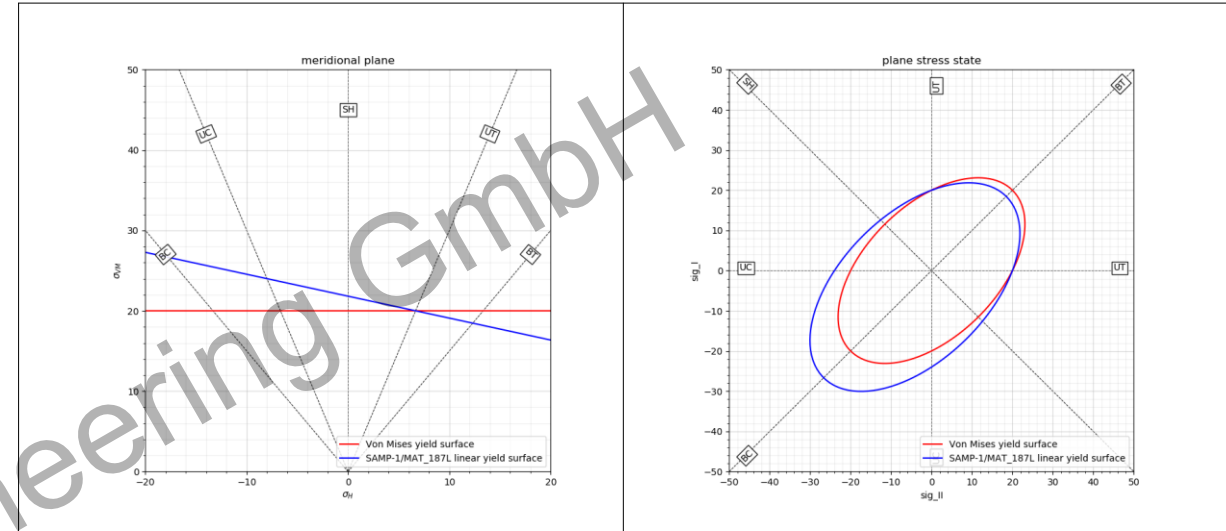 meridional plane
50
40
30
20
10
0
-20
-10
0
10
20
σVM
σH
SH
UC
UT
BC
BT
Von Mises yield surface
SAMP-1/MAT_187L linear yield surface
plane stress state
50
40
30
20
10
0
−10
−20
−30
−40
−50
−50
−40
−30
−20
−10
0
10
20
30
40
50
sig_I
sig_II
SH
UT
BT
UC
UT
BC
Von Mises yield surface
SAMP-1/MAT_187L linear yield surface
neering GmbH